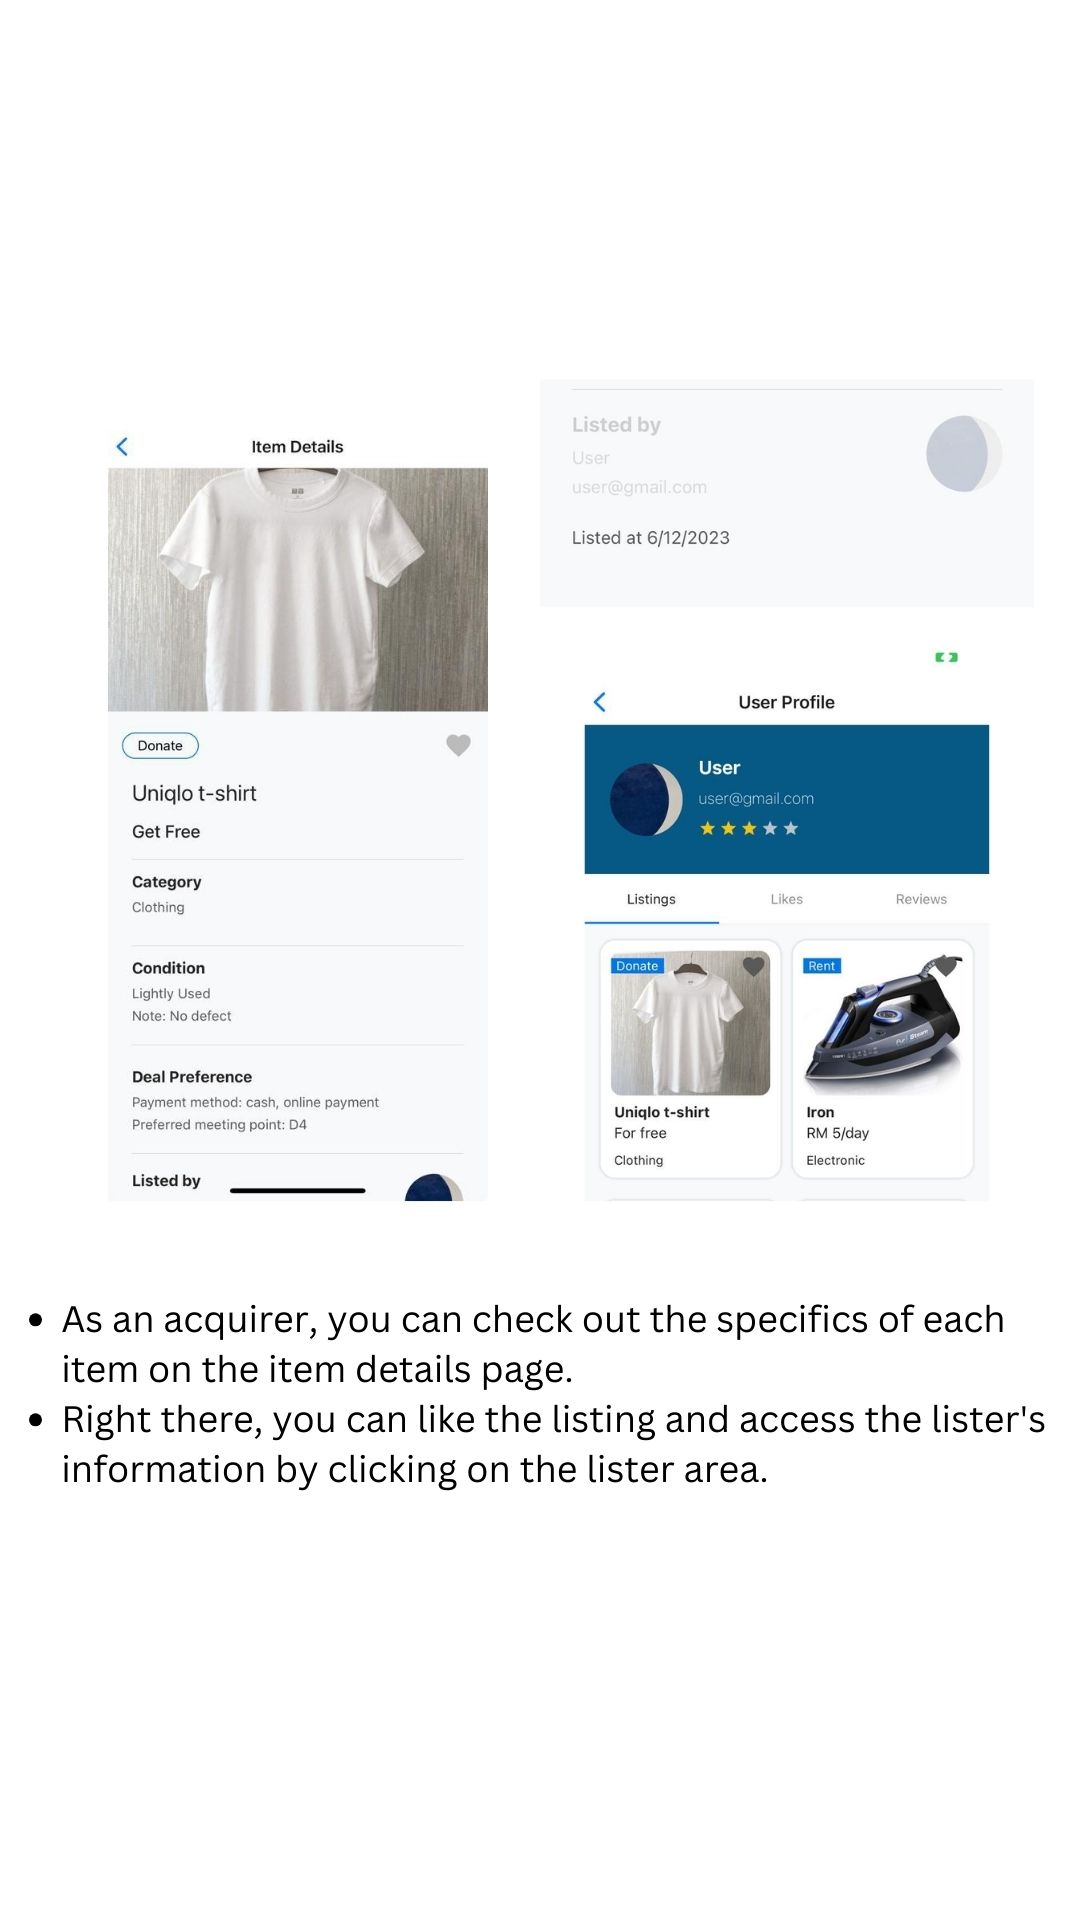 Item Details
Donate
Uniqlo t-shirt
Get Free
Category
Clothing
Condition
Lightly Used
Note: No defect
Deal Preference
Payment method: cash, online payment
Preferred meeting point: D4
Listed by
Listed by
User
user@gmail.com
Listed at 6/12/2023
User Profile
User
user@gmail.com
Listings
Likes
Reviews
Donate
Uniqlo t-shirt
For free
Clothing
Rent
Pur Steam
Iron
RM 5/day
Electronic
• As an acquirer, you can check out the specifics of each
item on the item details page.
• Right there, you can like the listing and access the lister's
information by clicking on the lister area.